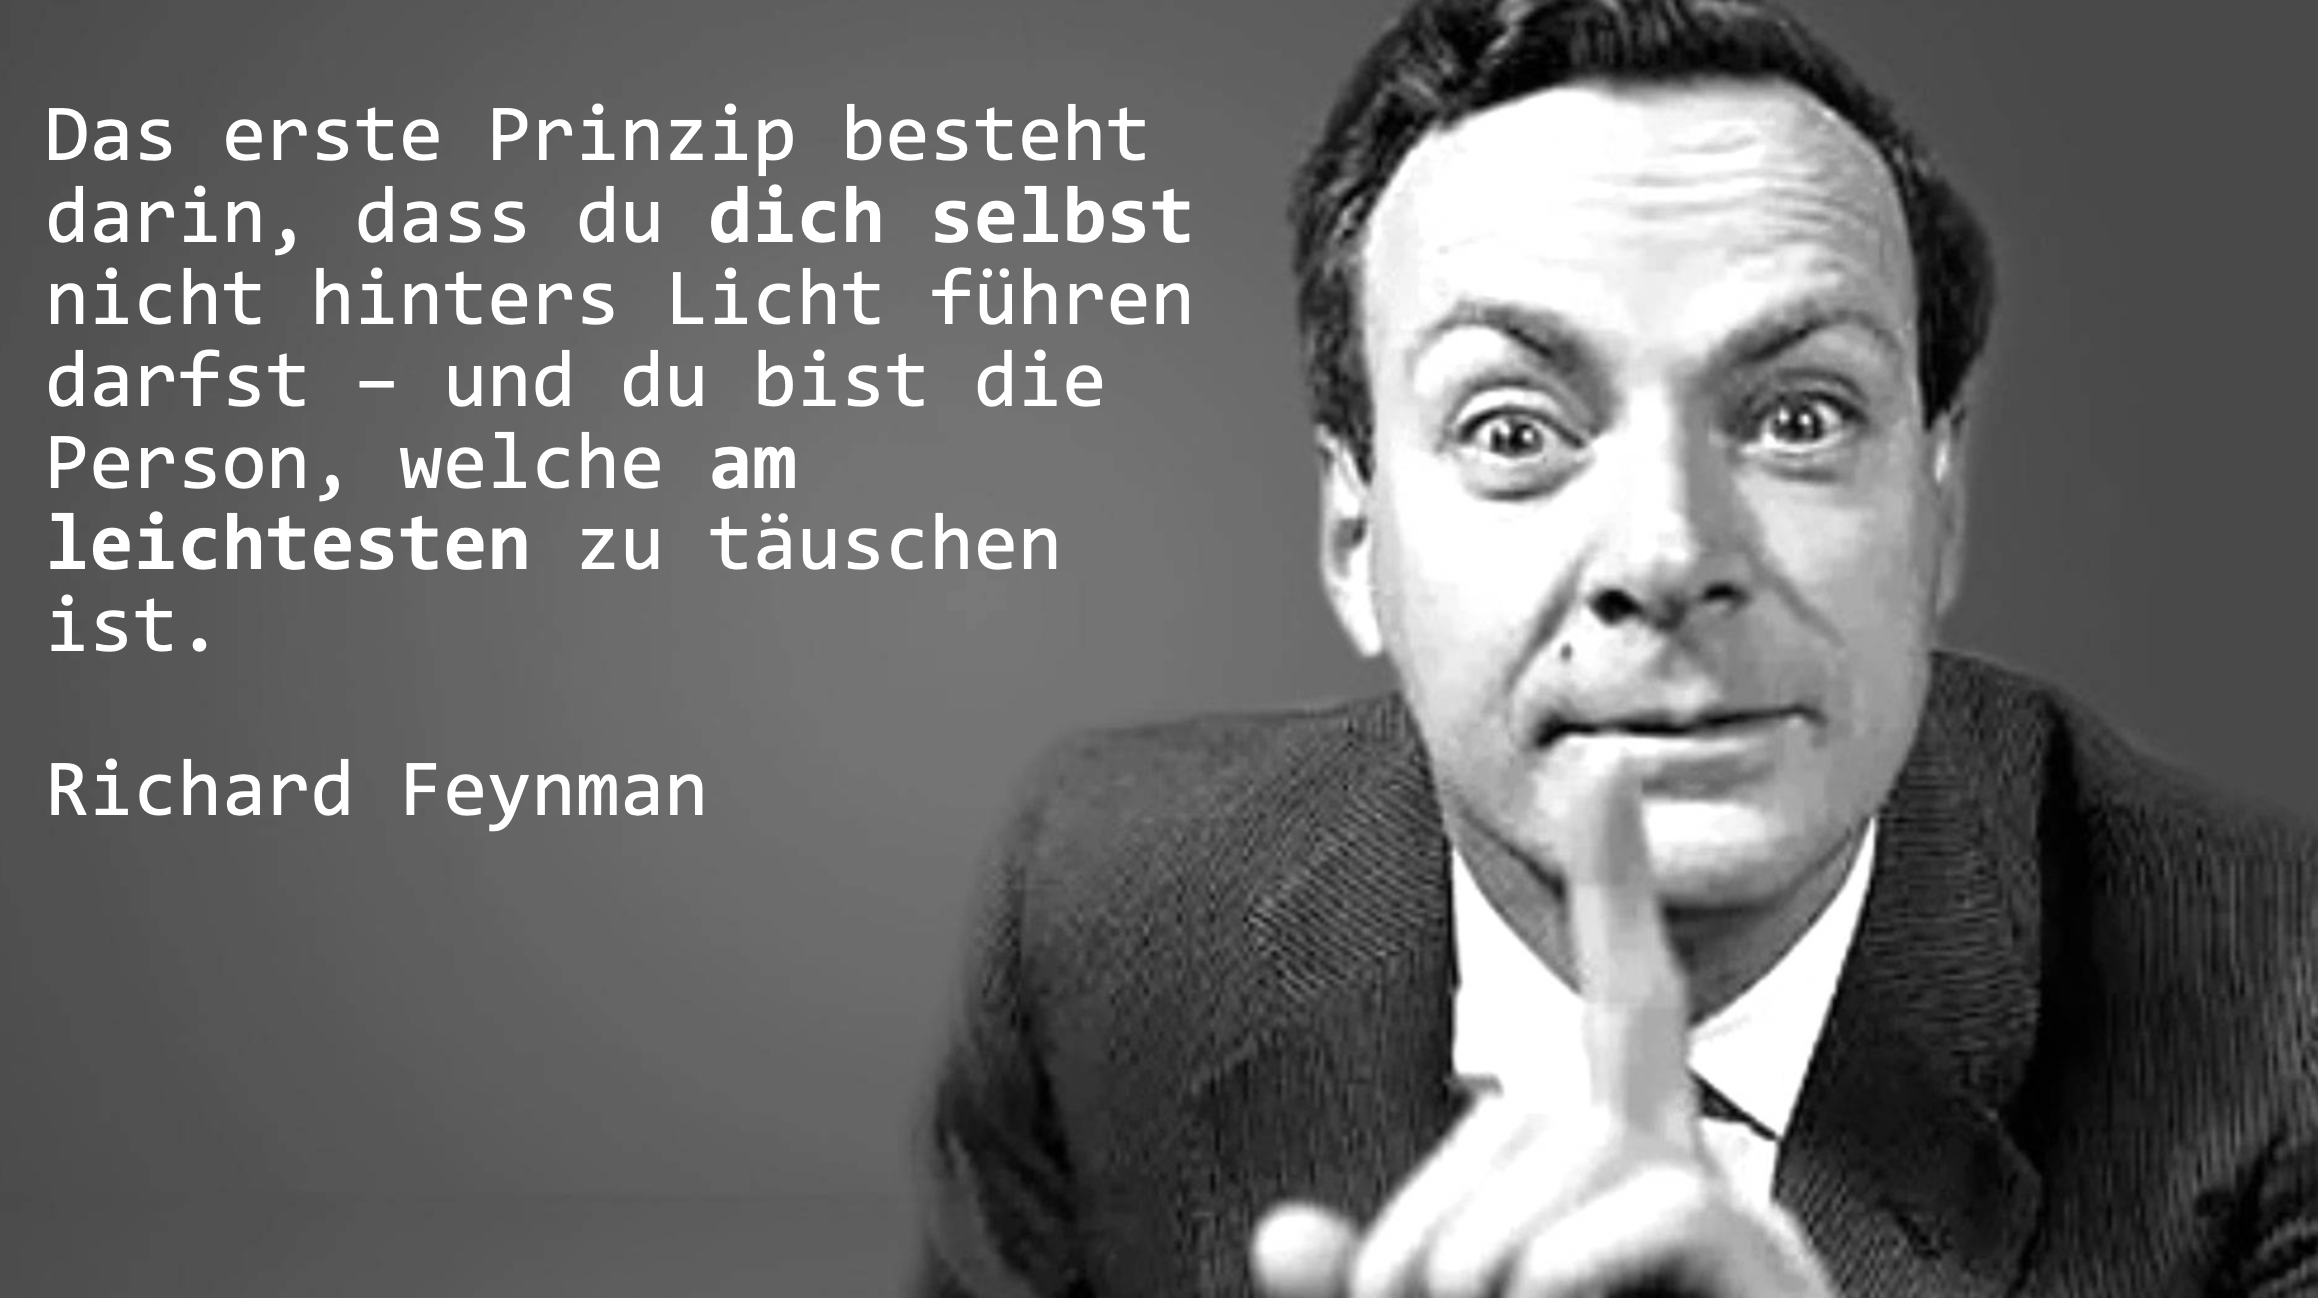 Das erste Prinzip besteht
darin, dass du dich selbst
nicht hinters Licht führen
darfst – und du bist die
Person, welche am
leichtesten zu täuschen
ist.
Richard Feynman